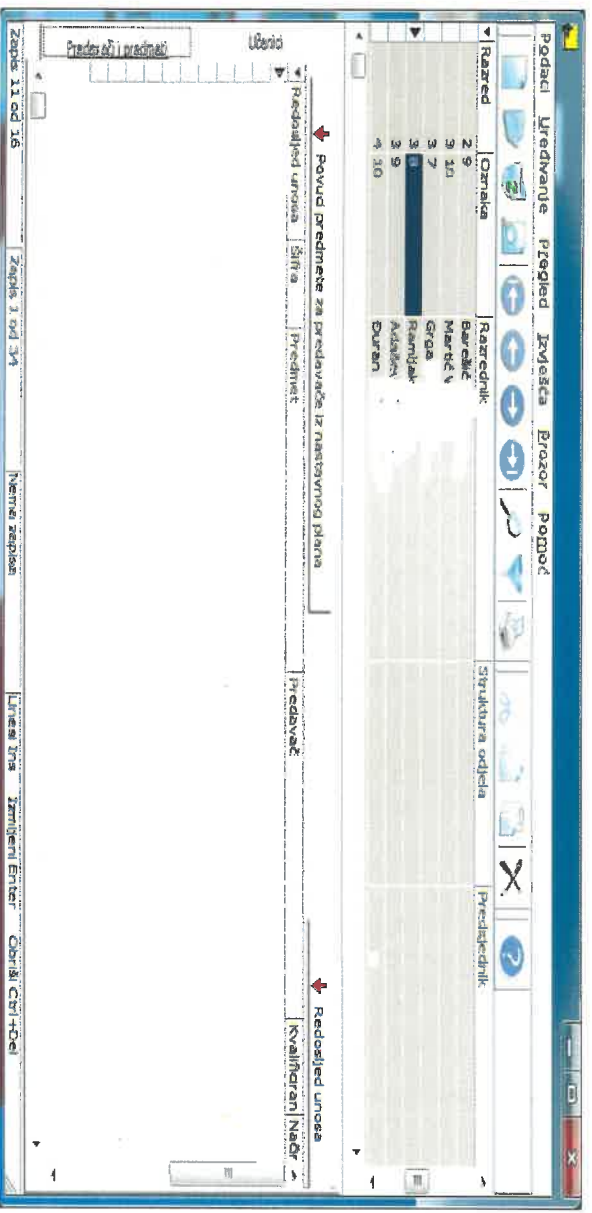 Podaci Uređivanje Pregled Izvješća Prozor Pomoć
Razred Oznaka Razrednik Struktura odjela Predsjednik
2 9 Barešić
3 10 Martić V
3 7 Grga
3 8 Ramljak
3 9
4 10 Duran
Povuci predmete za predavače iz nastavnog plana Redoslijed unosa
Redoslijed unosa Šifra Predmet Predavač Kvalificiran Način
Učenici
Predavači i predmeti
Zapis 11 od 16 Zapis 1 od 34 Nema zapisa Unesi Ins Izmijeni Enter Obriši Ctrl+Del